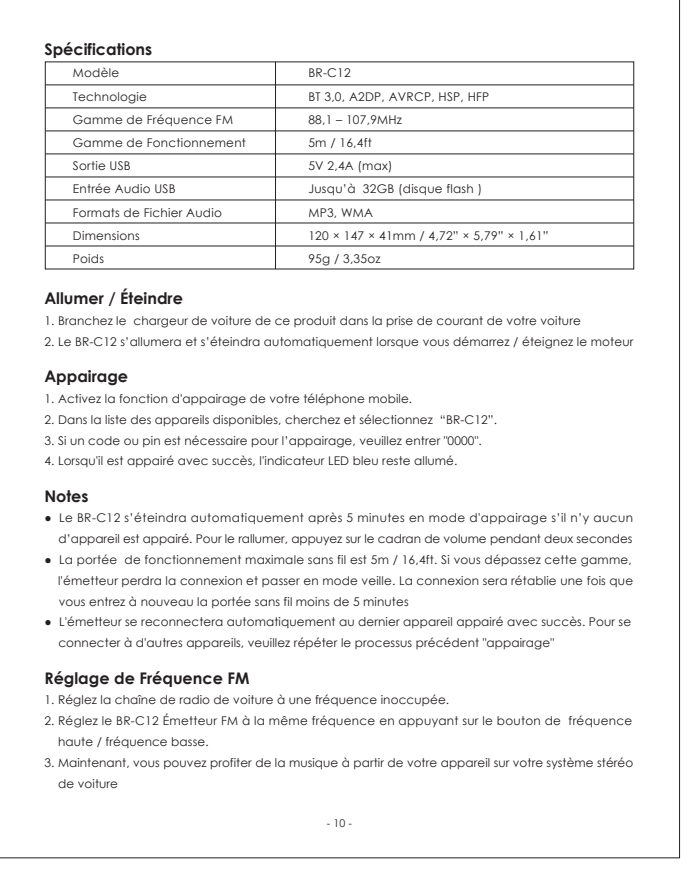 Spécifications
Modèle BR-C12
Technologie BT 3,0, A2DP, AVRCP, HSP, HFP
Gamme de Fréquence FM 88,1 – 107,9MHz
Gamme de Fonctionnement 5m / 16,4ft
Sortie USB 5V 2,4A (max)
Entrée Audio USB Jusqu'à 32GB (disque flash )
Formats de Fichier Audio MP3, WMA
Dimensions 120 × 147 × 41mm / 4,72” × 5,79” × 1,61”
Poids 95g / 3,35oz
Allumer / Éteindre
1. Branchez le chargeur de voiture de ce produit dans la prise de courant de votre voiture
2. Le BR-C12 s’allumera et s’éteindra automatiquement lorsque vous démarrez / éteignez le moteur
Appairage
1. Activez la fonction d'appairage de votre téléphone mobile.
2. Dans la liste des appareils disponibles, cherchez et sélectionnez “BR-C12”.
3. Si un code ou pin est nécessaire pour l’appairage, veuillez entrer "0000".
4. Lorsqu'il est appairé avec succès, l'indicateur LED bleu reste allumé.
Notes
● Le BR-C12 s’éteindra automatiquement après 5 minutes en mode d'appairage s’il n’y aucun
d’appareil est appairé. Pour le rallumer, appuyez sur le cadran de volume pendant deux secondes
● La portée de fonctionnement maximale sans fil est 5m / 16,4ft. Si vous dépassez cette gamme,
l'émetteur perdra la connexion et passer en mode veille. La connexion sera rétablie une fois que
vous entrez à nouveau la portée sans fil moins de 5 minutes
● L'émetteur se reconnectera automatiquement au dernier appareil appairé avec succès. Pour se
connecter à d'autres appareils, veuillez répéter le processus précédent "appairage"
Réglage de Fréquence FM
1. Réglez la chaîne de radio de voiture à une fréquence inoccupée.
2. Réglez le BR-C12 Émetteur FM à la même fréquence en appuyant sur le bouton de fréquence
haute / fréquence basse.
3. Maintenant, vous pouvez profiter de la musique à partir de votre appareil sur votre système stéréo
de voiture
- 10 -